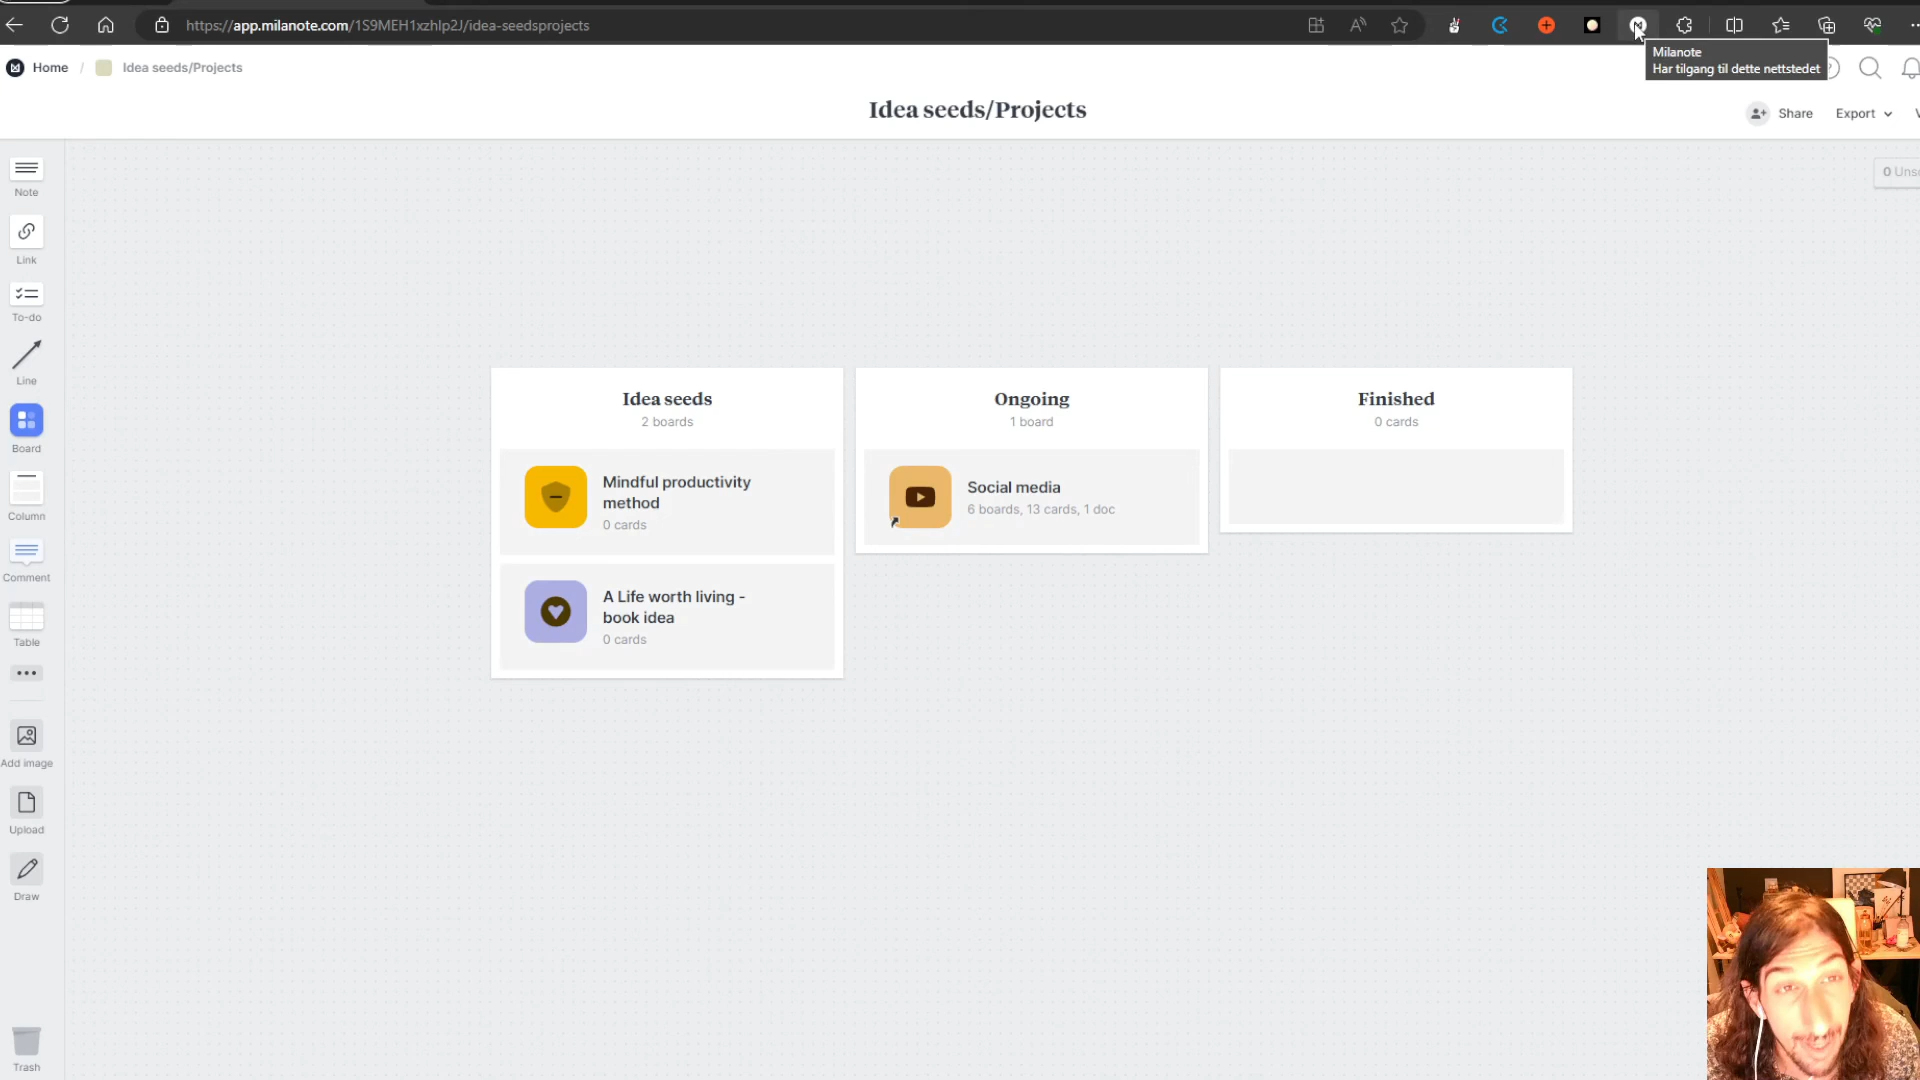 https://app.milanote.com/1S9MEH1xzhlp2J/idea-seedsprojects
Milanote
Har tilgang til dette nettstedet
Home / Idea seeds/Projects
Idea seeds/Projects
Share
Export
0 Unso
Note
Link
To-do
Line
Board
Column
Comment
Table
Add image
Upload
Draw
Trash
Idea seeds
2 boards
Mindful productivity
method
0 cards
A Life worth living -
book idea
0 cards
Ongoing
1 board
Social media
6 boards, 13 cards, 1 doc
Finished
0 cards